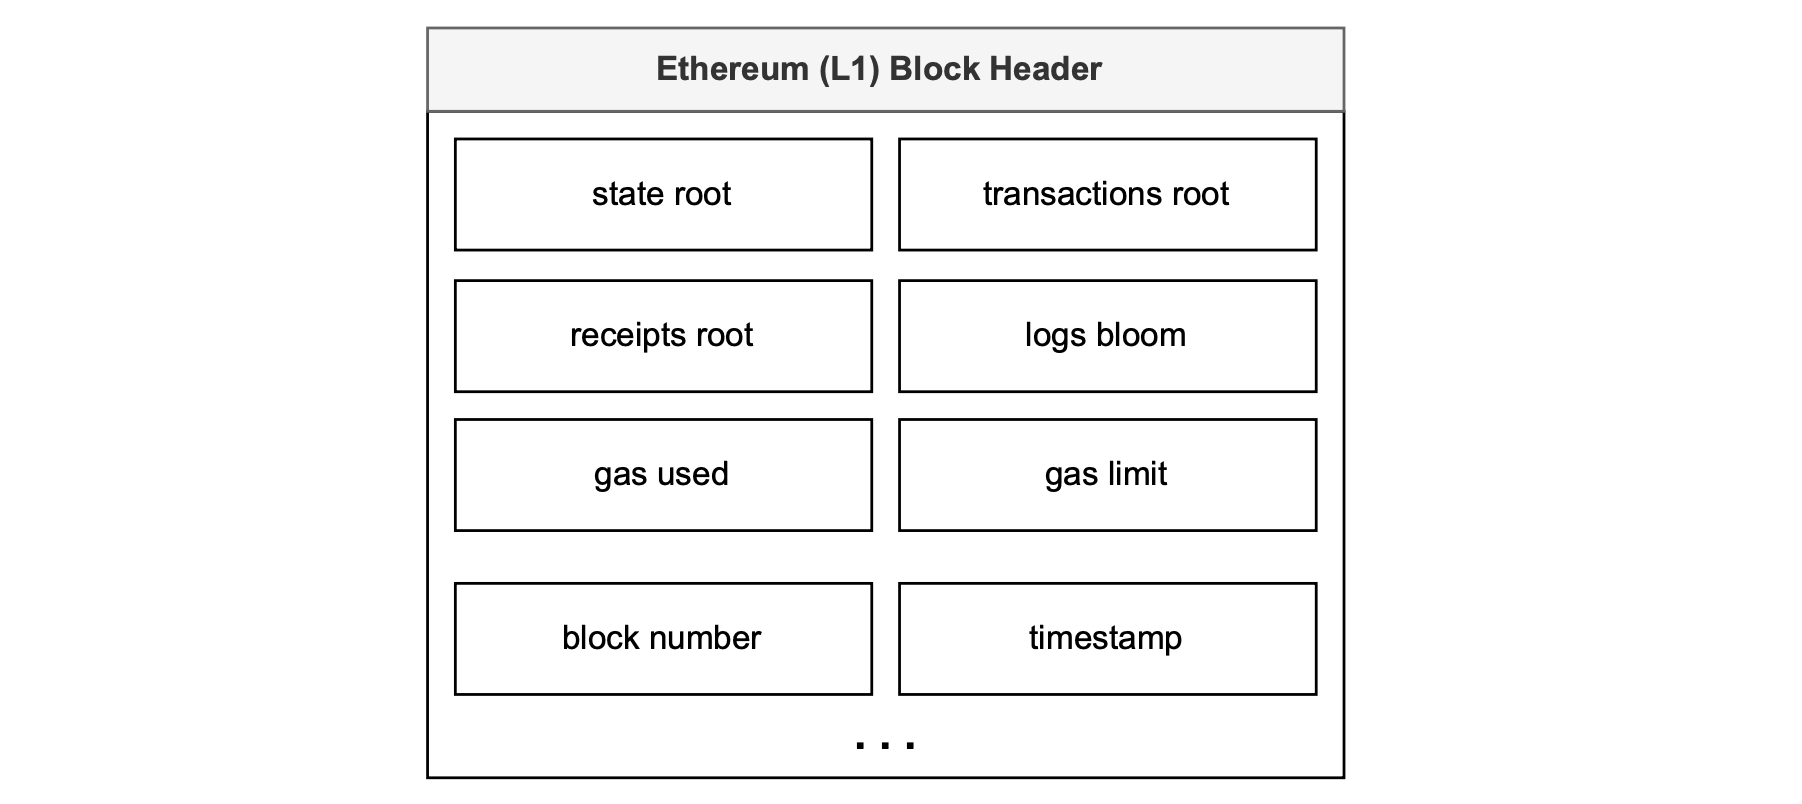 Ethereum (L1) Block Header
state root
transactions root
receipts root
logs bloom
gas used
gas limit
block number
timestamp
...